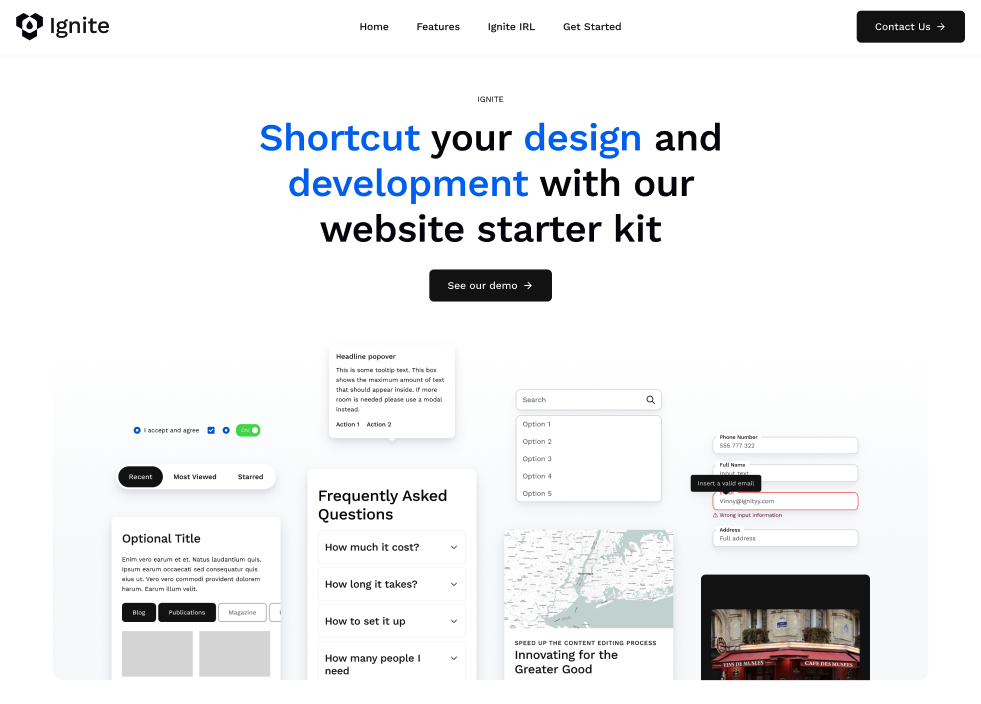 Ignite
Home
Features
Ignite IRL
Get Started
Contact Us
IGNITE
Shortcut your design and
development with our
website starter kit
See our demo
I accept and agree
ON
Recent
Most Viewed
Starred
Optional Title
Enim vero earum et et. Natus laudantium quis.
Ipsum earum occaecati sed consequatur quis
eius ut. Vero vero commodi provident dolorem
harum. Earum illum velit.
Blog
Publications
Magazine
Headline popover
This is some tooltip text. This box
shows the maximum amount of text
that should appear inside. If more
room is needed please use a modal
instead.
Action 1
Action 2
Frequently Asked
Questions
How much it cost?
How long it takes?
How to set it up
How many people I
need
Search
Option 1
Option 2
Option 3
Option 4
Option 5
SPEED UP THE CONTENT EDITING PROCESS
Innovating for the
Greater Good
Phone Number
555 777 322
Full Name
Input text
Insert a valid email
Vinny@Ignityy.com
Wrong input information
Address
Full address
VINS DE MUSÉES
CAFE DES MUSEES